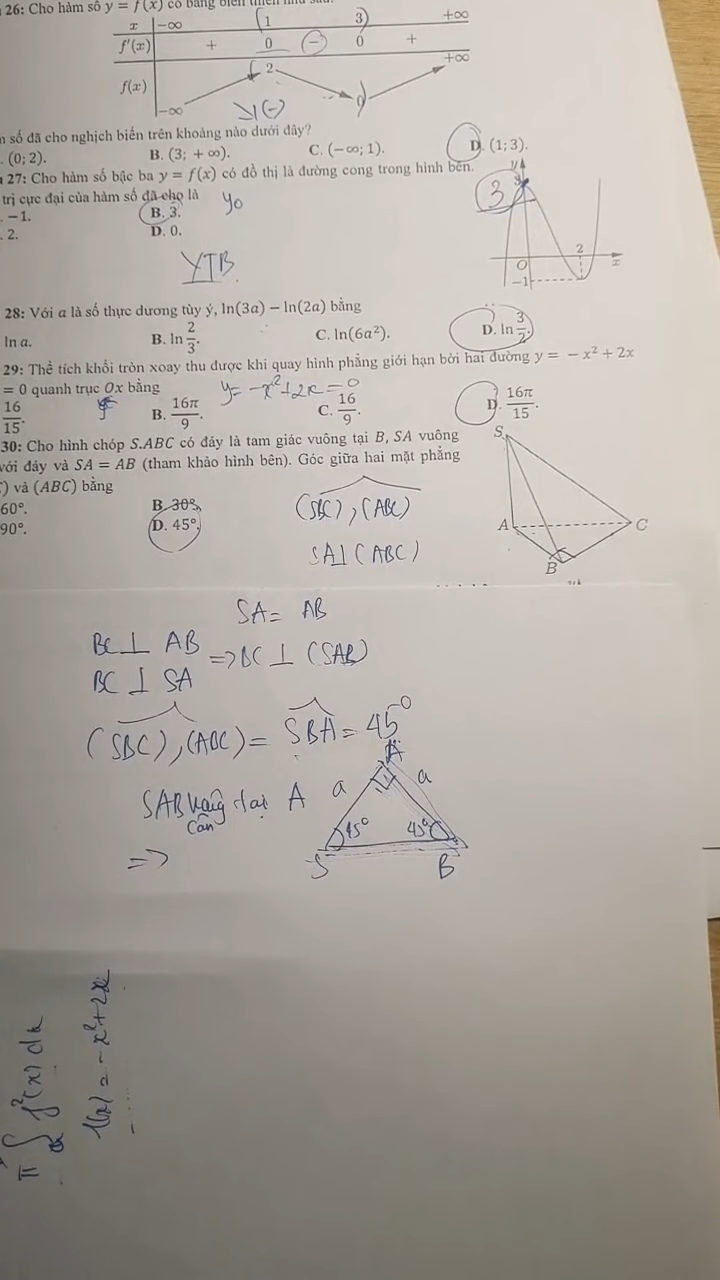 26: Cho hàm số y = f(x) có bảng biến thiên như sau:
x −∞ 1 3 +∞
f'(x) + 0 − 0 +
f(x) −∞ 2 0 +∞
↘ (−)
số đã cho nghịch biến trên khoảng nào dưới đây?
. (0; 2). B. (3; +∞). C. (−∞; 1). D. (1; 3).
27: Cho hàm số bậc ba y = f(x) có đồ thị là đường cong trong hình bên.
trị cực đại của hàm số đã cho là
. −1. B. 3. y₀
. 2. D. 0.
YTB
y
3
O 2 x
−1
28: Với a là số thực dương tùy ý, ln(3a) − ln(2a) bằng
ln a. B. ln 2/3. C. ln(6a²). D. ln 3/2.
29: Thể tích khối tròn xoay thu được khi quay hình phẳng giới hạn bởi hai đường y = −x² + 2x
= 0 quanh trục Ox bằng y = −x² + 2x = 0
16/15. B. 16π/9. C. 16/9. D. 16π/15.
30: Cho hình chóp S.ABC có đáy là tam giác vuông tại B, SA vuông
với đáy và SA = AB (tham khảo hình bên). Góc giữa hai mặt phẳng
) và (ABC) bằng
60°. B. 30°.
90°. D. 45°.
S
A C
B
(SBC), (ABC)
SA ⊥ (ABC)
SA = AB
BC ⊥ AB
BC ⊥ SA
=> BC ⊥ (SAB)
(SBC), (ABC) = SBA = 45°
SAB vuông tại A
cân
=>
A
a a
45° 45°
S B
π ∫ f²(x) dx
f(x) = −x² + 2x